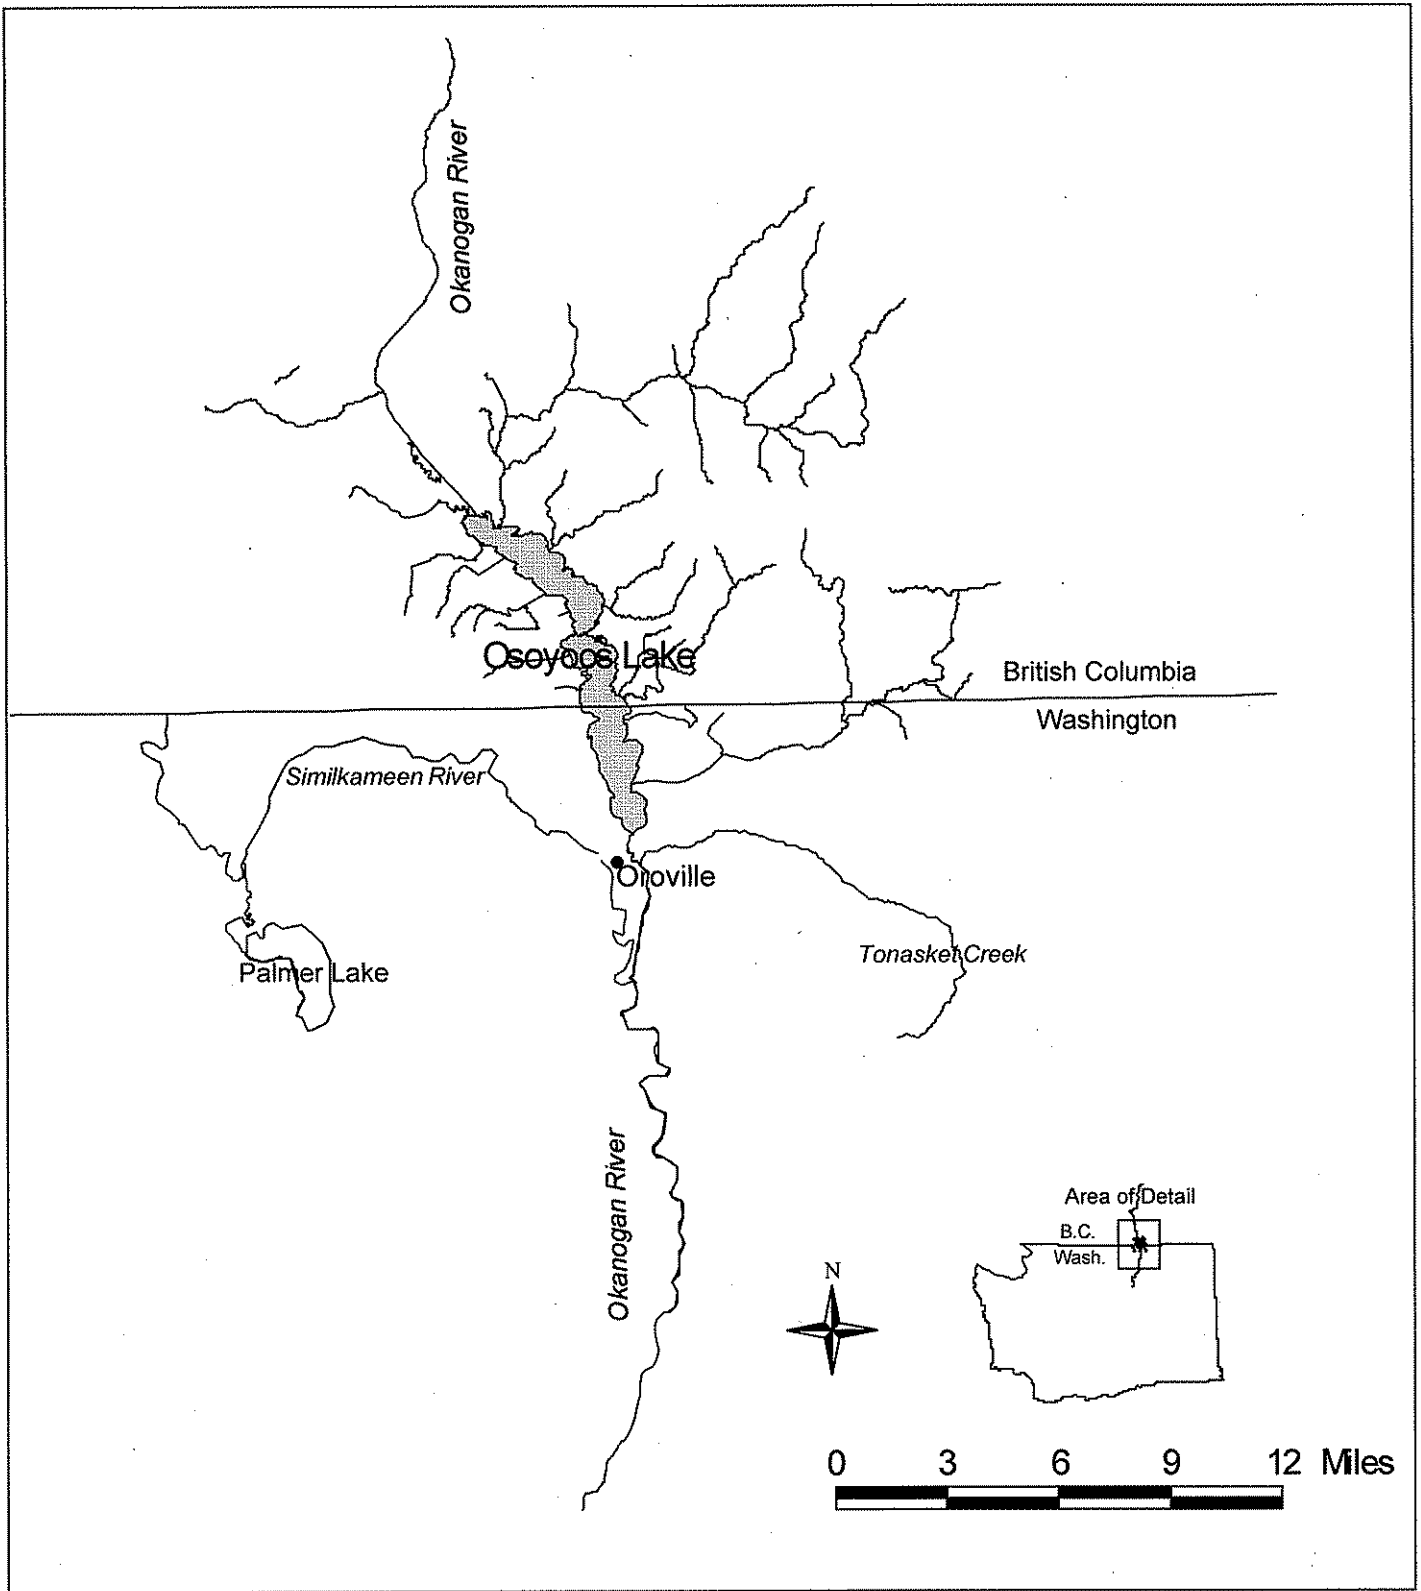 Okanogan River
Osoyoos Lake
British Columbia
Washington
Similkameen River
Oroville
Tonasket Creek
Palmer Lake
Okanogan River
Area of Detail
B.C.
Wash.
N
0 3 6 9 12 Miles